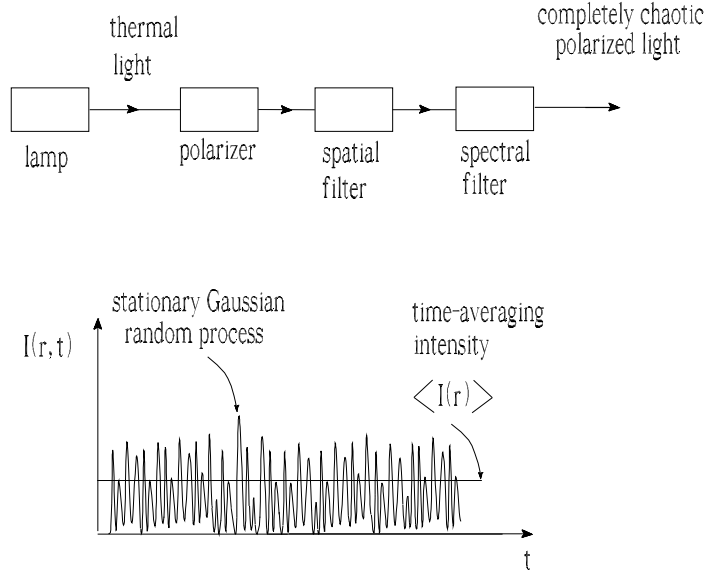 completely chaotic
polarized light
thermal
light
lamp
polarizer
spatial
filter
spectral
filter
stationary Gaussian
random process
time-averaging
intensity
I(r,t)
<I(r)>
t